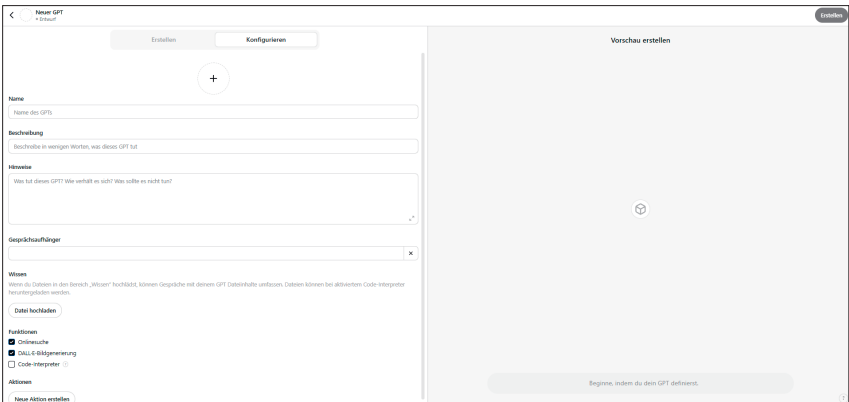 Neuer GPT
• Entwurf
Erstellen
Erstellen
Konfigurieren
Vorschau erstellen
+
Name
Name des GPTs
Beschreibung
Beschreibe in wenigen Worten, was dieses GPT tut
Hinweise
Was tut dieses GPT? Wie verhält es sich? Was sollte es nicht tun?
Gesprächsaufhänger
Wissen
Wenn du Dateien in den Bereich „Wissen" hochlädst, können Gespräche mit deinem GPT Dateiinhalte umfassen. Dateien können bei aktiviertem Code-Interpreter
heruntergeladen werden.
Datei hochladen
Funktionen
Onlinesuche
DALL·E-Bildgenerierung
Code-Interpreter
Aktionen
Neue Aktion erstellen
Beginne, indem du dein GPT definierst.
?